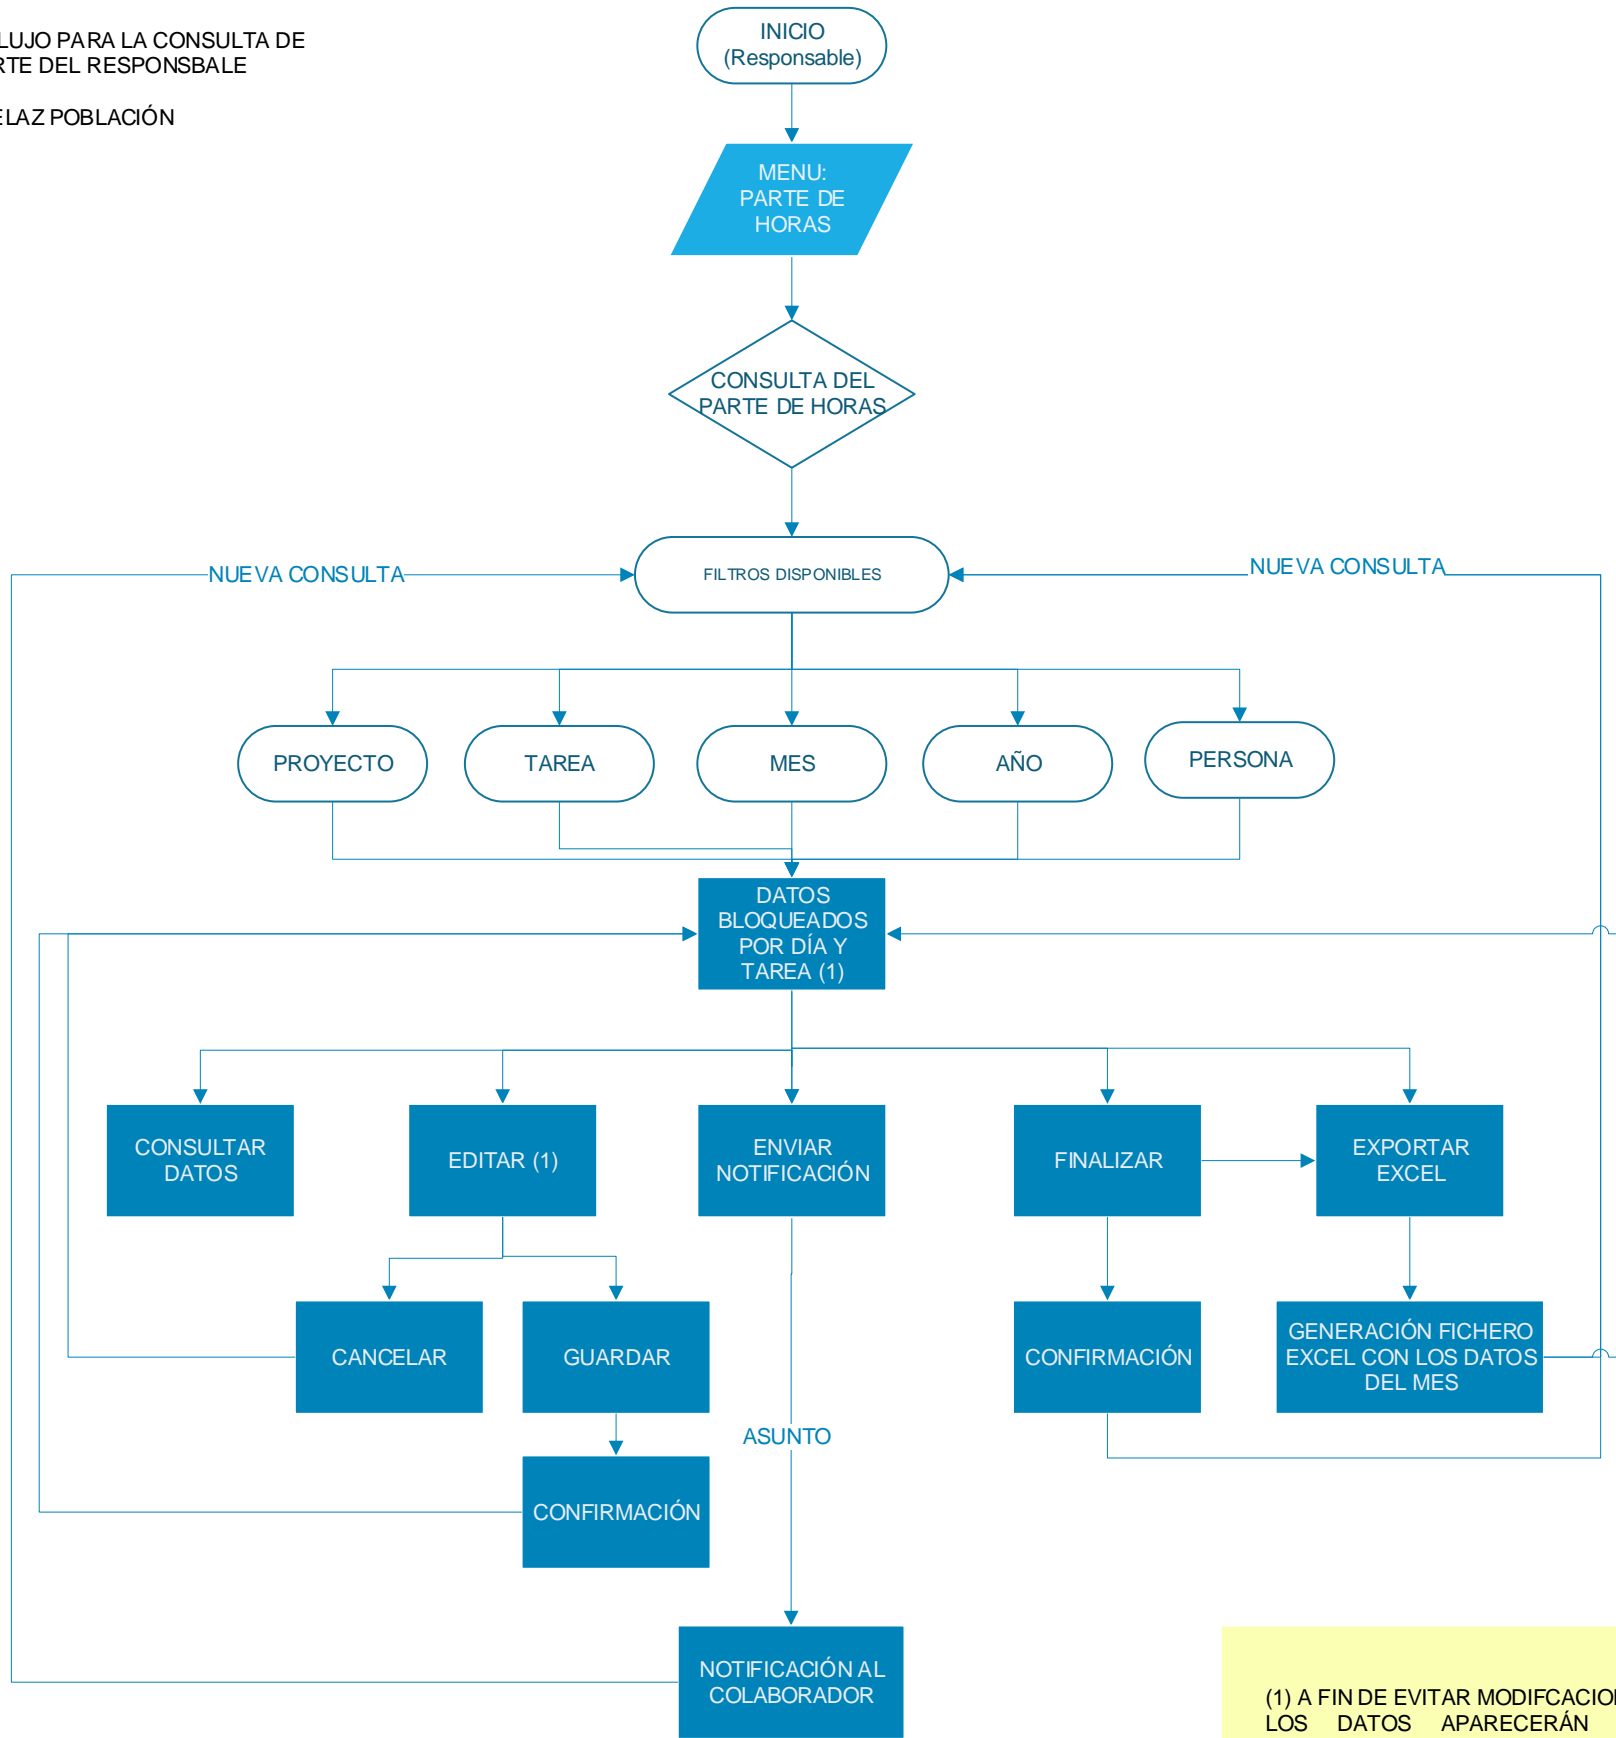 LUJO PARA LA CONSULTA DE
RTE DEL RESPONSBALE
ELAZ POBLACIÓN
INICIO
(Responsable)
MENU:
PARTE DE
HORAS
CONSULTA DEL
PARTE DE HORAS
NUEVA CONSULTA
FILTROS DISPONIBLES
NUEVA CONSULTA
PROYECTO
TAREA
MES
AÑO
PERSONA
DATOS
BLOQUEADOS
POR DÍA Y
TAREA (1)
CONSULTAR
DATOS
EDITAR (1)
ENVIAR
NOTIFICACIÓN
FINALIZAR
EXPORTAR
EXCEL
CANCELAR
GUARDAR
CONFIRMACIÓN
GENERACIÓN FICHERO
EXCEL CON LOS DATOS
DEL MES
ASUNTO
CONFIRMACIÓN
NOTIFICACIÓN AL
COLABORADOR
(1) A FIN DE EVITAR MODIFCACIO
LOS DATOS APARECERÁN